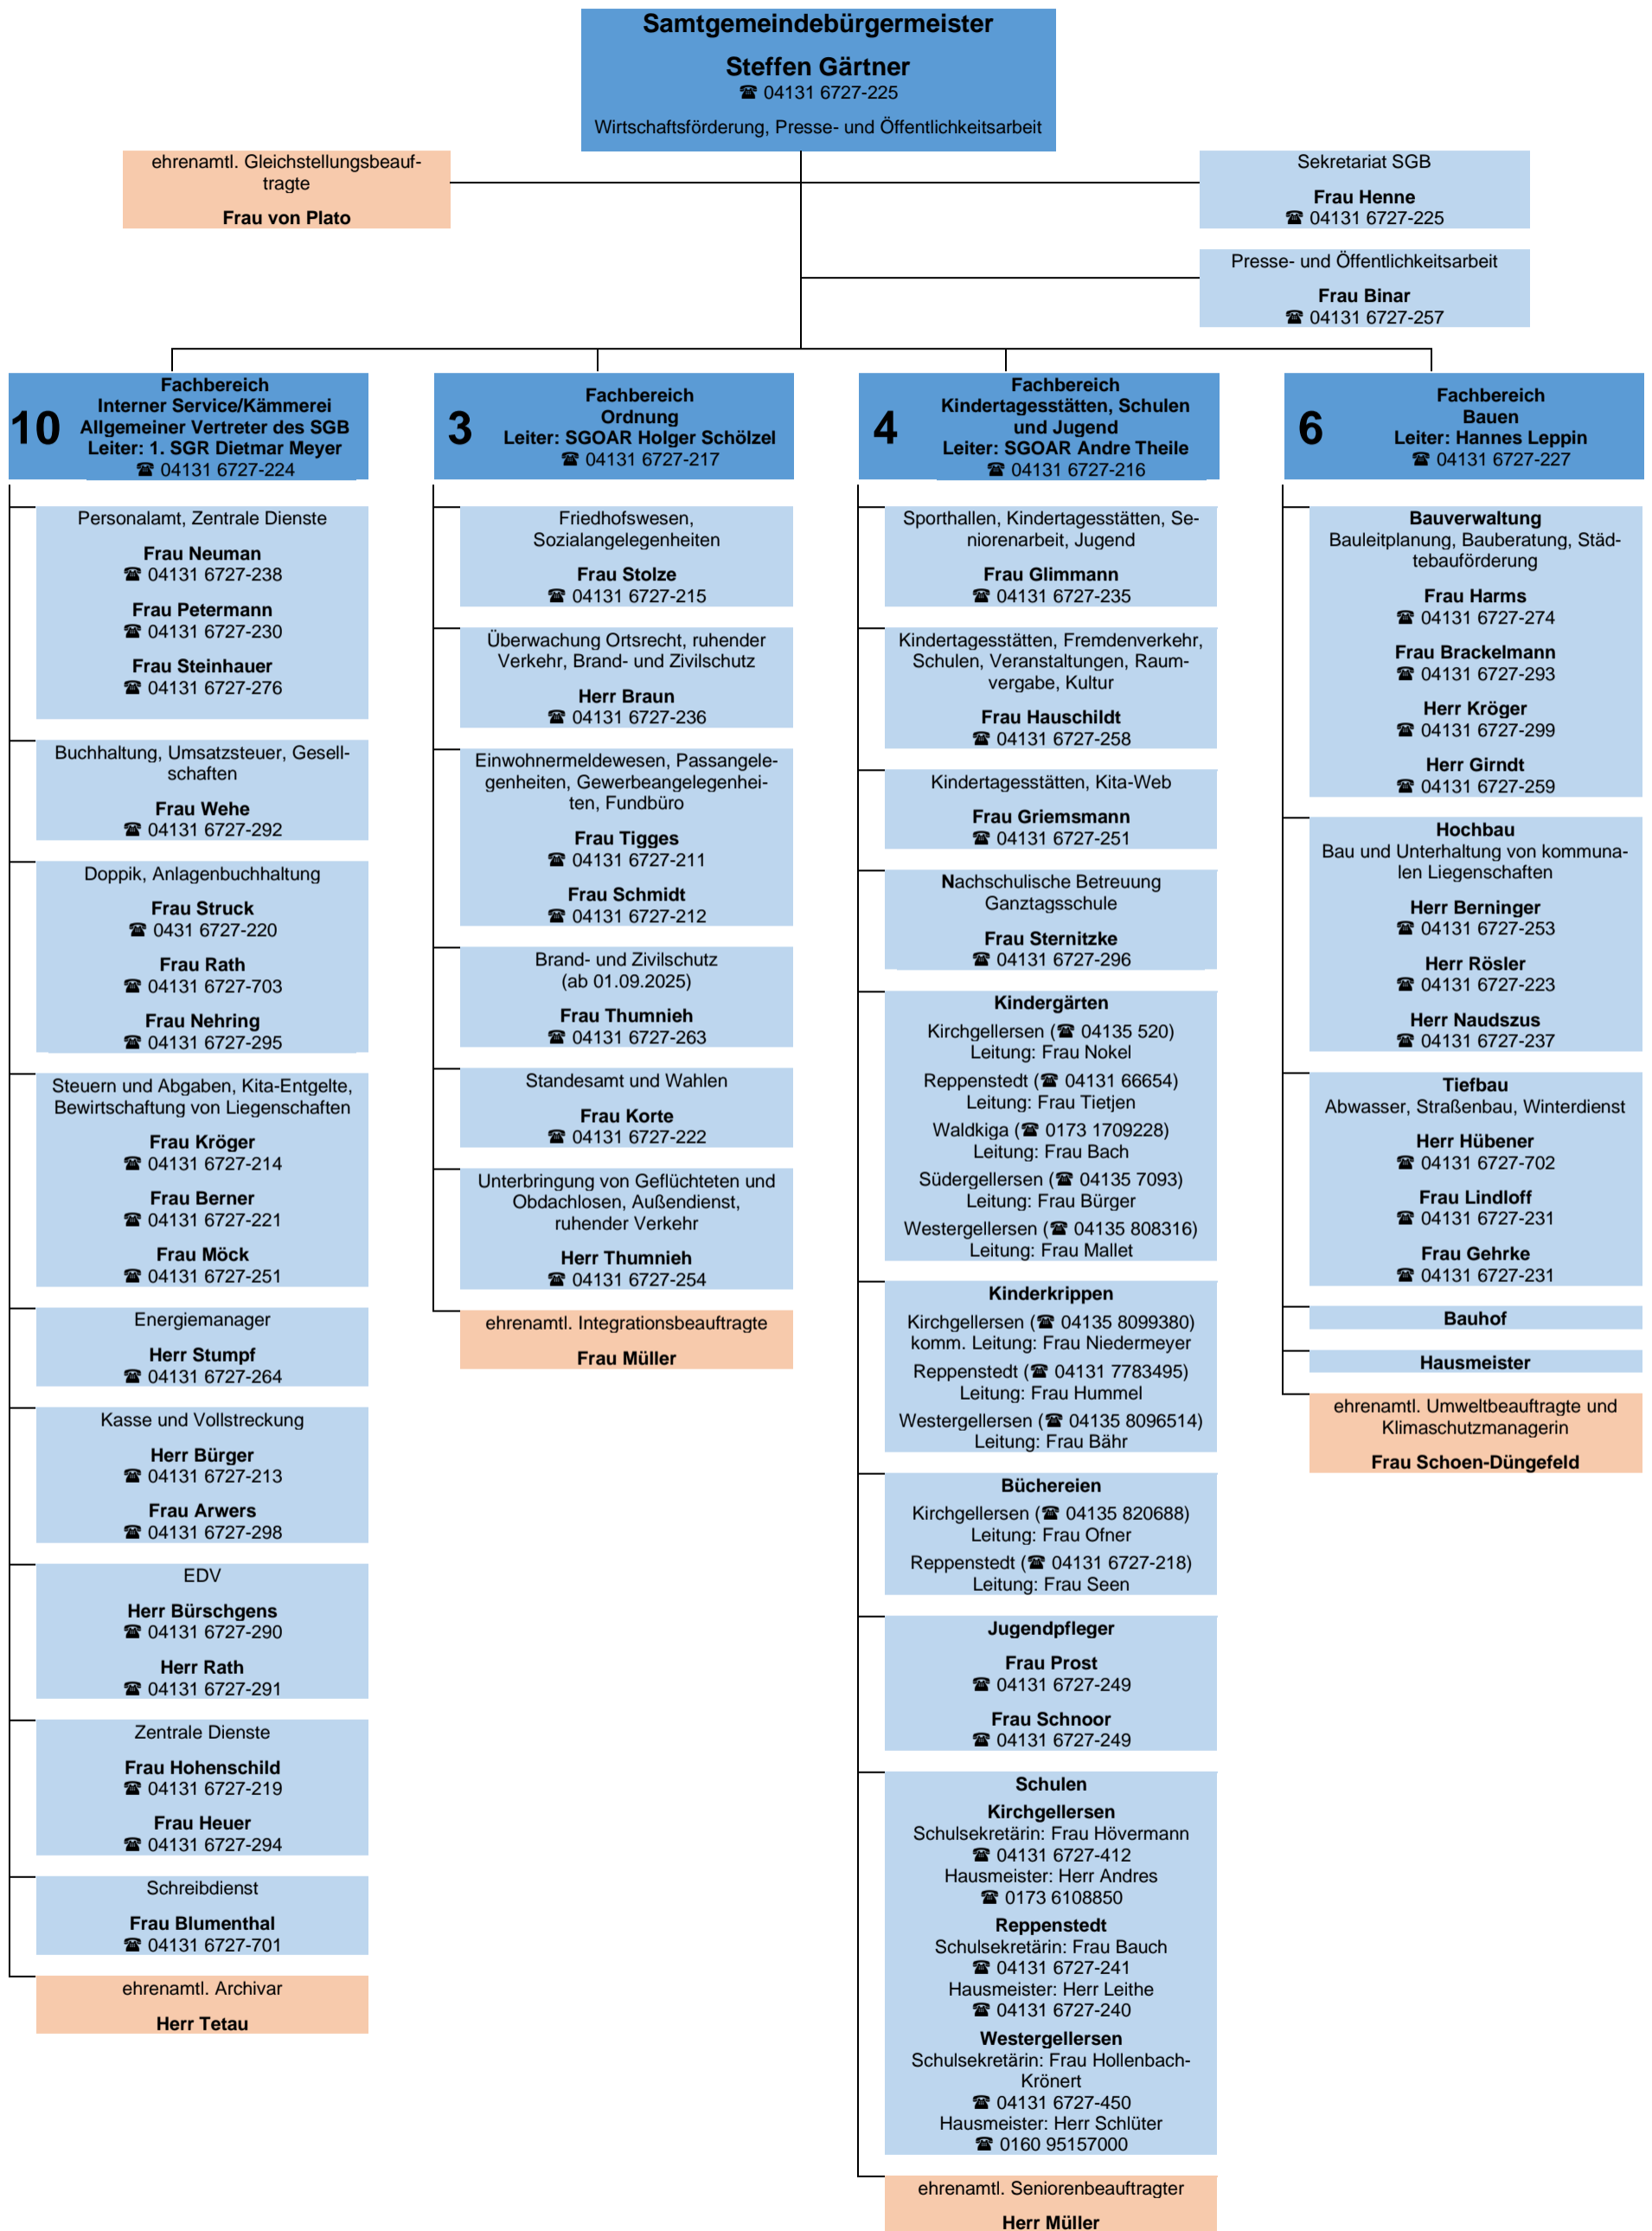 Samtgemeindebürgermeister
Steffen Gärtner
☎ 04131 6727-225
Wirtschaftsförderung, Presse- und Öffentlichkeitsarbeit
ehrenamtl. Gleichstellungsbeauf-
tragte
Frau von Plato
Sekretariat SGB
Frau Henne
☎ 04131 6727-225
Presse- und Öffentlichkeitsarbeit
Frau Binar
☎ 04131 6727-257
10
Fachbereich
Interner Service/Kämmerei
Allgemeiner Vertreter des SGB
Leiter: 1. SGR Dietmar Meyer
☎ 04131 6727-224
Personalamt, Zentrale Dienste
Frau Neuman
☎ 04131 6727-238
Frau Petermann
☎ 04131 6727-230
Frau Steinhauer
☎ 04131 6727-276
Buchhaltung, Umsatzsteuer, Gesell-
schaften
Frau Wehe
☎ 04131 6727-292
Doppik, Anlagenbuchhaltung
Frau Struck
☎ 0431 6727-220
Frau Rath
☎ 04131 6727-703
Frau Nehring
☎ 04131 6727-295
Steuern und Abgaben, Kita-Entgelte,
Bewirtschaftung von Liegenschaften
Frau Kröger
☎ 04131 6727-214
Frau Berner
☎ 04131 6727-221
Frau Möck
☎ 04131 6727-251
Energiemanager
Herr Stumpf
☎ 04131 6727-264
Kasse und Vollstreckung
Herr Bürger
☎ 04131 6727-213
Frau Arwers
☎ 04131 6727-298
EDV
Herr Bürschgens
☎ 04131 6727-290
Herr Rath
☎ 04131 6727-291
Zentrale Dienste
Frau Hohenschild
☎ 04131 6727-219
Frau Heuer
☎ 04131 6727-294
Schreibdienst
Frau Blumenthal
☎ 04131 6727-701
ehrenamtl. Archivar
Herr Tetau
3
Fachbereich
Ordnung
Leiter: SGOAR Holger Schölzel
☎ 04131 6727-217
Friedhofswesen,
Sozialangelegenheiten
Frau Stolze
☎ 04131 6727-215
Überwachung Ortsrecht, ruhender
Verkehr, Brand- und Zivilschutz
Herr Braun
☎ 04131 6727-236
Einwohnermeldewesen, Passangele-
genheiten, Gewerbeangelegenhei-
ten, Fundbüro
Frau Tigges
☎ 04131 6727-211
Frau Schmidt
☎ 04131 6727-212
Brand- und Zivilschutz
(ab 01.09.2025)
Frau Thumnieh
☎ 04131 6727-263
Standesamt und Wahlen
Frau Korte
☎ 04131 6727-222
Unterbringung von Geflüchteten und
Obdachlosen, Außendienst,
ruhender Verkehr
Herr Thumnieh
☎ 04131 6727-254
ehrenamtl. Integrationsbeauftragte
Frau Müller
4
Fachbereich
Kindertagesstätten, Schulen
und Jugend
Leiter: SGOAR Andre Theile
☎ 04131 6727-216
Sporthallen, Kindertagesstätten, Se-
niorenarbeit, Jugend
Frau Glimmann
☎ 04131 6727-235
Kindertagesstätten, Fremdenverkehr,
Schulen, Veranstaltungen, Raum-
vergabe, Kultur
Frau Hauschildt
☎ 04131 6727-258
Kindertagesstätten, Kita-Web
Frau Griemsmann
☎ 04131 6727-251
Nachschulische Betreuung
Ganztagsschule
Frau Sternitzke
☎ 04131 6727-296
Kindergärten
Kirchgellersen (☎ 04135 520)
Leitung: Frau Nokel
Reppenstedt (☎ 04131 66654)
Leitung: Frau Tietjen
Waldkiga (☎ 0173 1709228)
Leitung: Frau Bach
Südergellersen (☎ 04135 7093)
Leitung: Frau Bürger
Westergellersen (☎ 04135 808316)
Leitung: Frau Mallet
Kinderkrippen
Kirchgellersen (☎ 04135 8099380)
komm. Leitung: Frau Niedermeyer
Reppenstedt (☎ 04131 7783495)
Leitung: Frau Hummel
Westergellersen (☎ 04135 8096514)
Leitung: Frau Bähr
Büchereien
Kirchgellersen (☎ 04135 820688)
Leitung: Frau Ofner
Reppenstedt (☎ 04131 6727-218)
Leitung: Frau Seen
Jugendpfleger
Frau Prost
☎ 04131 6727-249
Frau Schnoor
☎ 04131 6727-249
Schulen
Kirchgellersen
Schulsekretärin: Frau Hövermann
☎ 04131 6727-412
Hausmeister: Herr Andres
☎ 0173 6108850
Reppenstedt
Schulsekretärin: Frau Bauch
☎ 04131 6727-241
Hausmeister: Herr Leithe
☎ 04131 6727-240
Westergellersen
Schulsekretärin: Frau Hollenbach-
Krönert
☎ 04131 6727-450
Hausmeister: Herr Schlüter
☎ 0160 95157000
ehrenamtl. Seniorenbeauftragter
Herr Müller
6
Fachbereich
Bauen
Leiter: Hannes Leppin
☎ 04131 6727-227
Bauverwaltung
Bauleitplanung, Bauberatung, Städ-
tebauförderung
Frau Harms
☎ 04131 6727-274
Frau Brackelmann
☎ 04131 6727-293
Herr Kröger
☎ 04131 6727-299
Herr Girndt
☎ 04131 6727-259
Hochbau
Bau und Unterhaltung von kommuna-
len Liegenschaften
Herr Berninger
☎ 04131 6727-253
Herr Rösler
☎ 04131 6727-223
Herr Naudszus
☎ 04131 6727-237
Tiefbau
Abwasser, Straßenbau, Winterdienst
Herr Hübener
☎ 04131 6727-702
Frau Lindloff
☎ 04131 6727-231
Frau Gehrke
☎ 04131 6727-231
Bauhof
Hausmeister
ehrenamtl. Umweltbeauftragte und
Klimaschutzmanagerin
Frau Schoen-Düngefeld